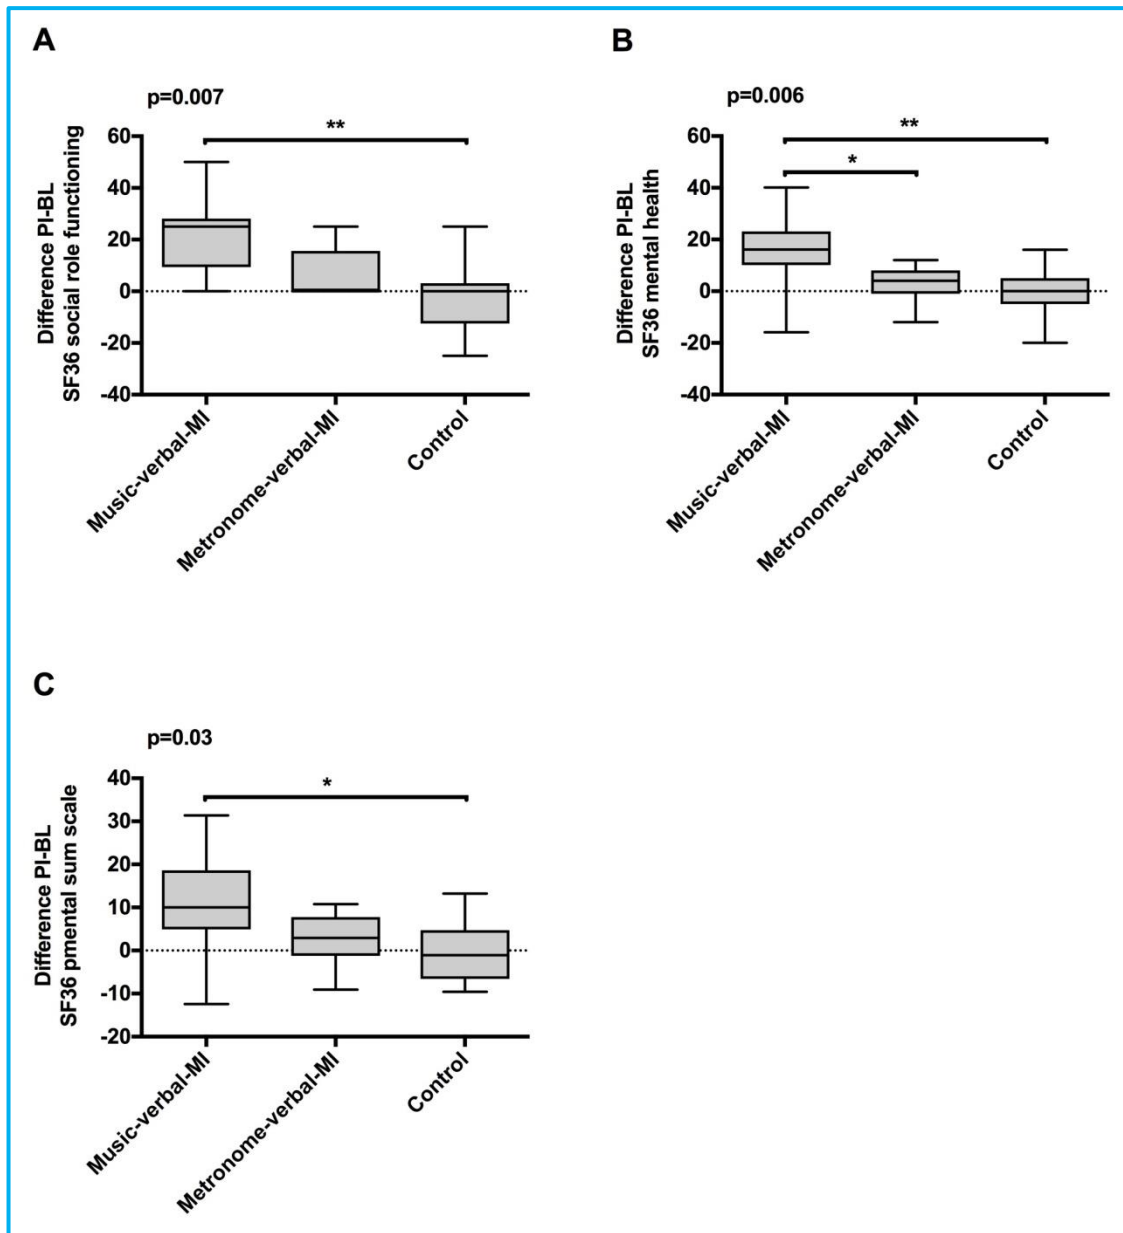 A
p=0.007
**
Difference PI-BL
SF36 social role functioning
60
40
20
0
-20
-40
Music-verbal-MI
Metronome-verbal-MI
Control
B
p=0.006
**
*
Difference PI-BL
SF36 mental health
60
40
20
0
-20
-40
Music-verbal-MI
Metronome-verbal-MI
Control
C
p=0.03
*
Difference PI-BL
SF36 pmental sum scale
40
30
20
10
0
-10
-20
Music-verbal-MI
Metronome-verbal-MI
Control